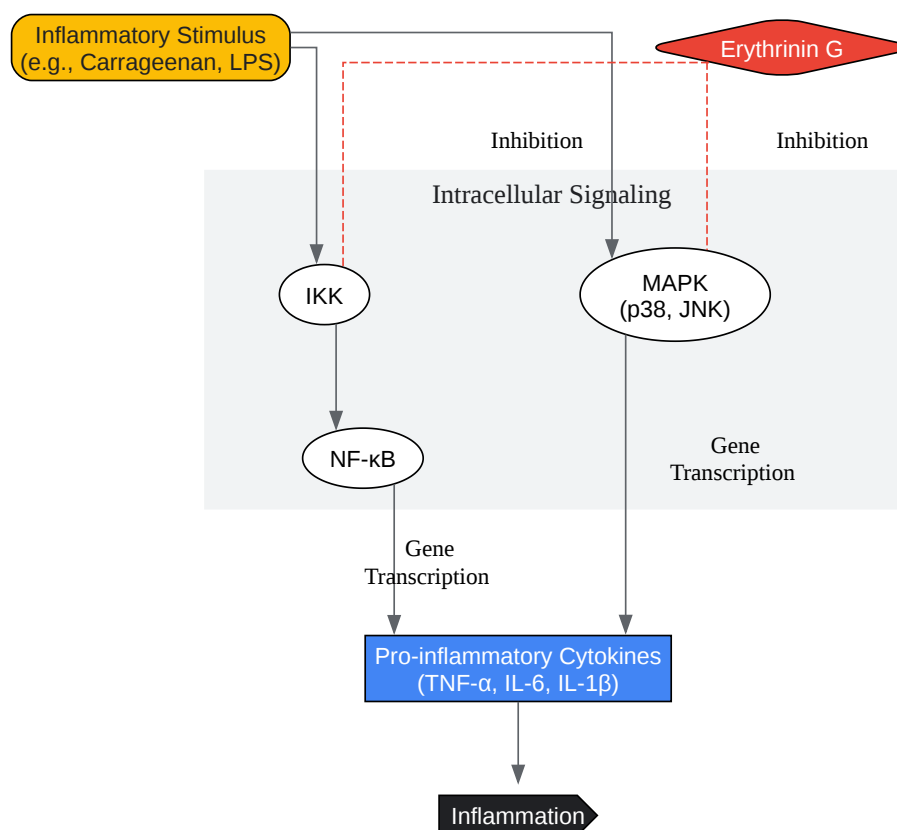 Inflammatory Stimulus
(e.g., Carrageenan, LPS)
Erythrinin G
Inhibition
Inhibition
Intracellular Signaling
IKK
MAPK
(p38, JNK)
NF-κB
Gene
Transcription
Gene
Transcription
Pro-inflammatory Cytokines
(TNF-α, IL-6, IL-1β)
Inflammation